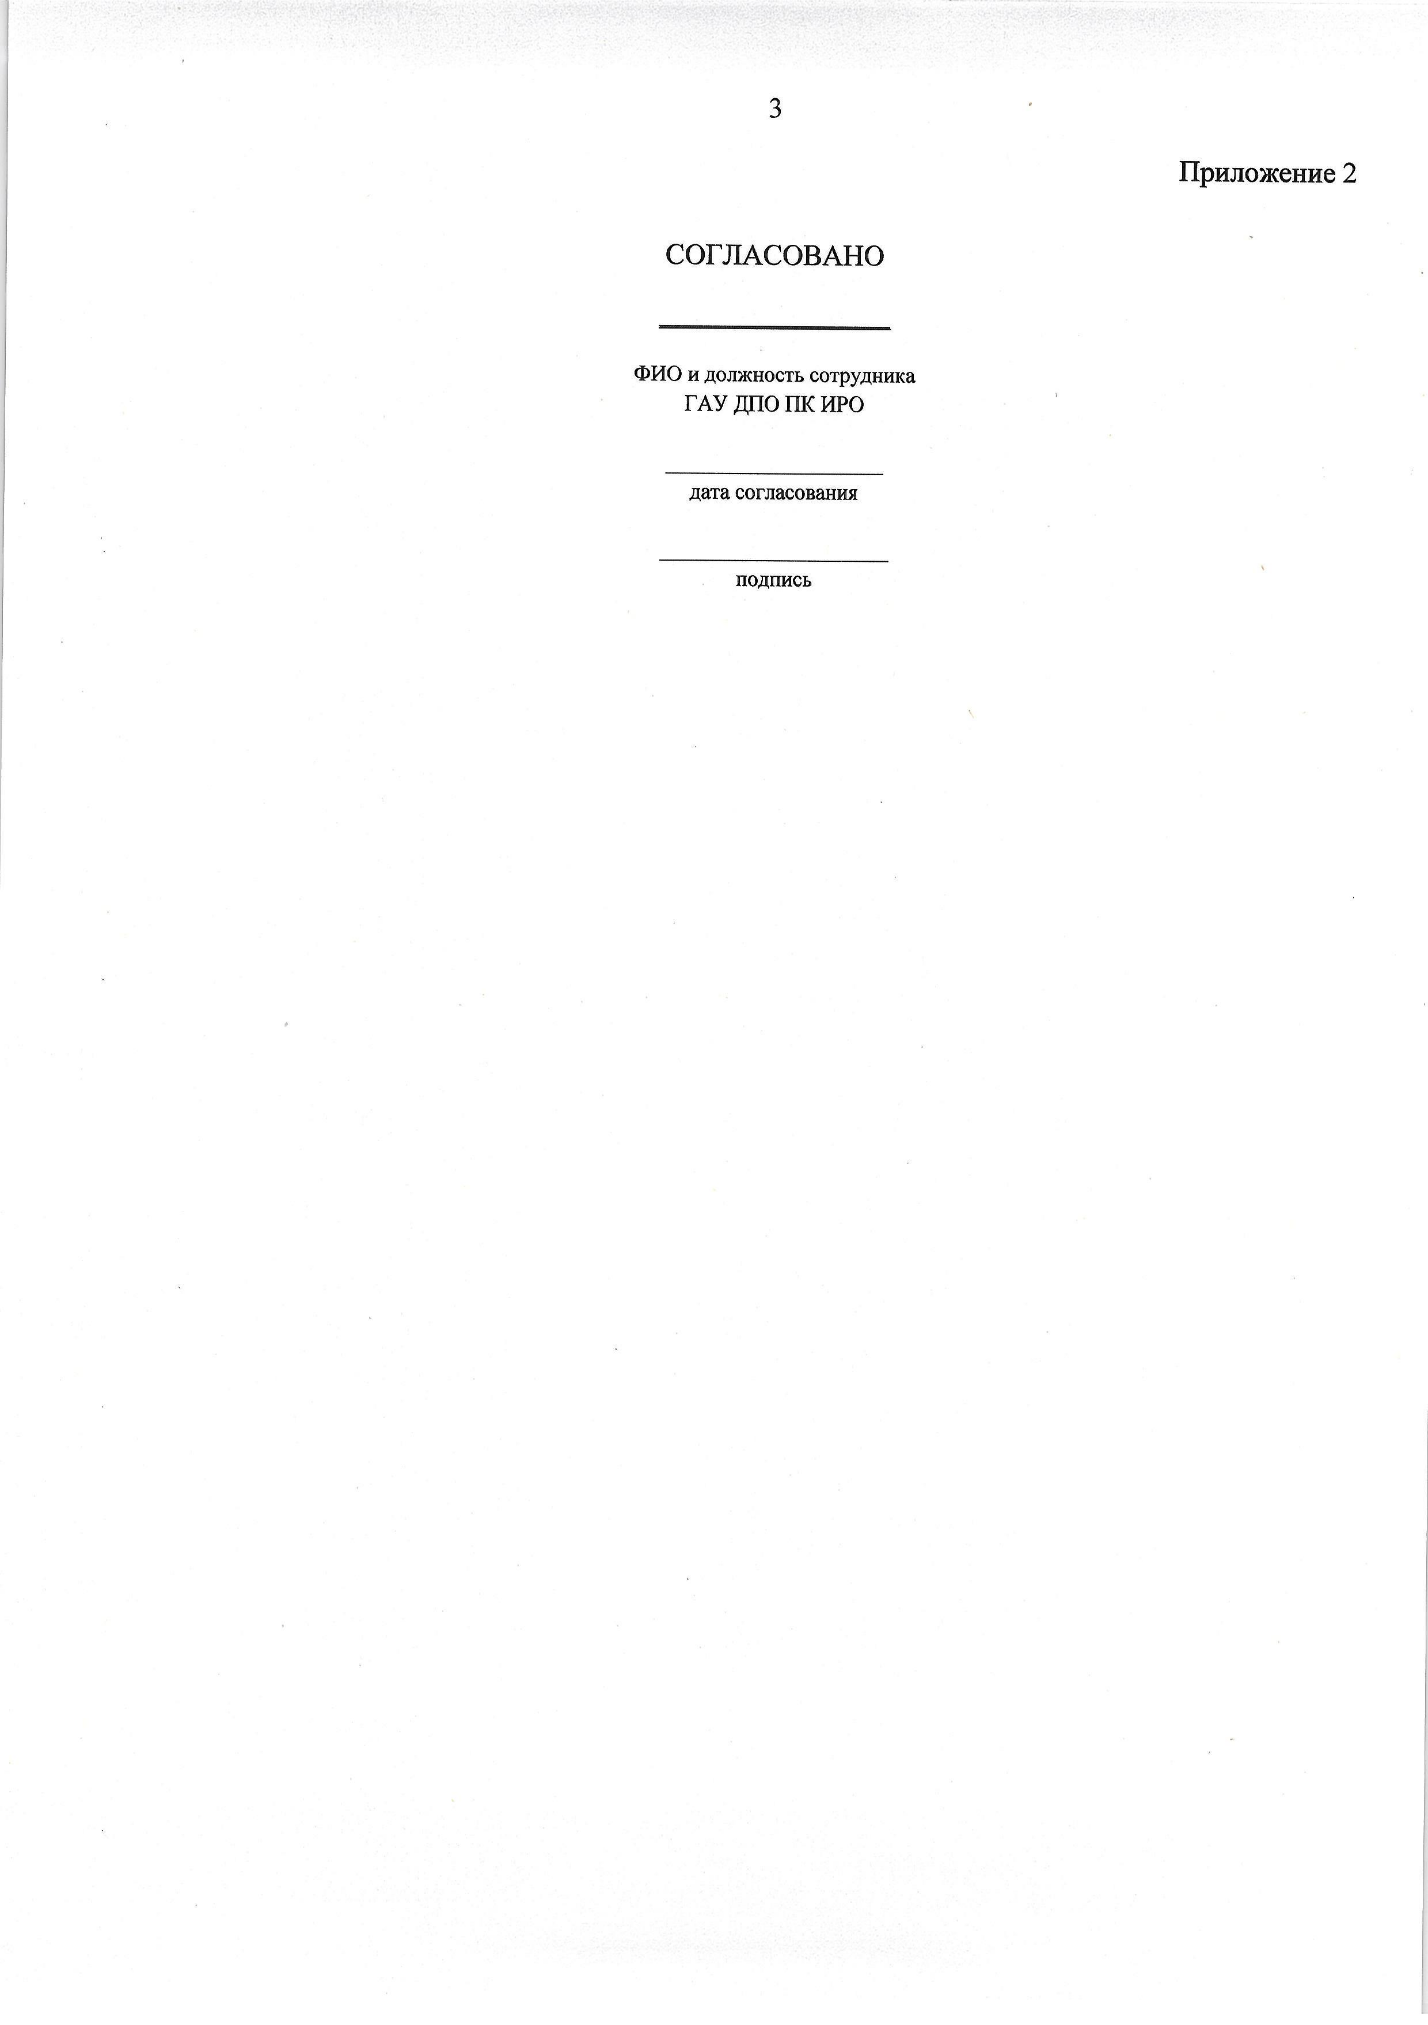 3
Приложение 2
СОГЛАСОВАНО
ФИО и должность сотрудника
ГАУ ДПО ПК ИРО
дата согласования
подпись